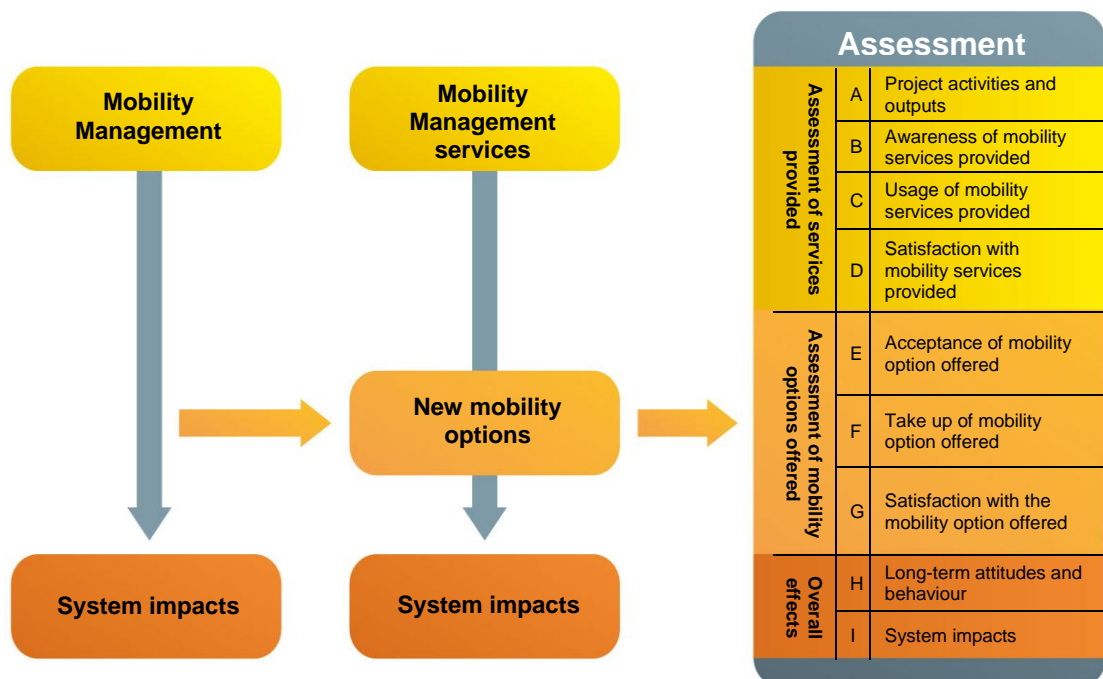 Mobility
Management
System impacts
Mobility
Management
services
New mobility
options
System impacts
Assessment
Assessment of services
provided
A
Project activities and
outputs
B
Awareness of mobility
services provided
C
Usage of mobility
services provided
D
Satisfaction with
mobility services
provided
Assessment of mobility
options offered
E
Acceptance of mobility
option offered
F
Take up of mobility
option offered
G
Satisfaction with the
mobility option offered
Overall
effects
H
Long-term attitudes and
behaviour
I
System impacts